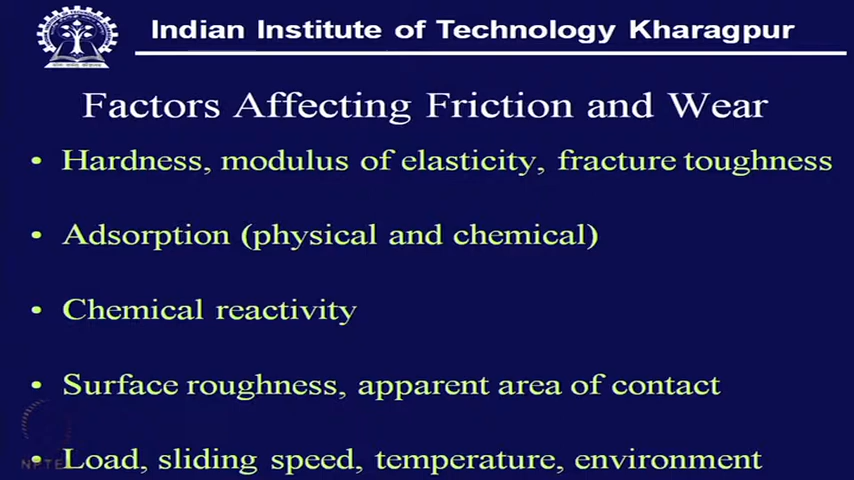 Indian Institute of Technology Kharagpur
Factors Affecting Friction and Wear
• Hardness, modulus of elasticity, fracture toughness
• Adsorption (physical and chemical)
• Chemical reactivity
• Surface roughness, apparent area of contact
• Load, sliding speed, temperature, environment
NPTEL